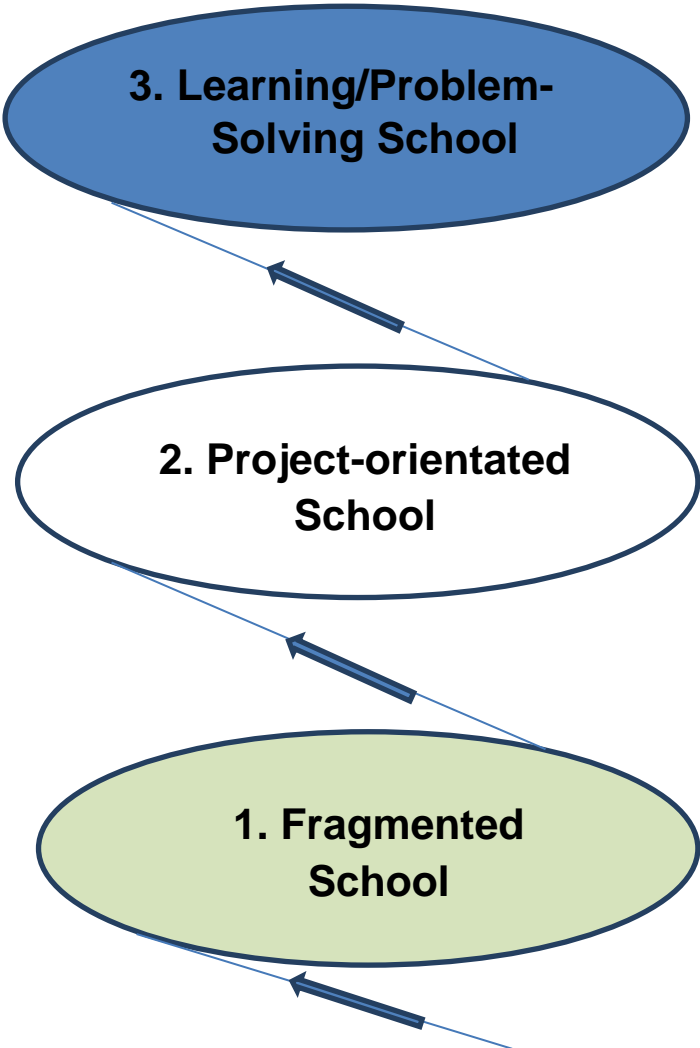 3. Learning/Problem-
Solving School
2. Project-orientated
School
1. Fragmented
School